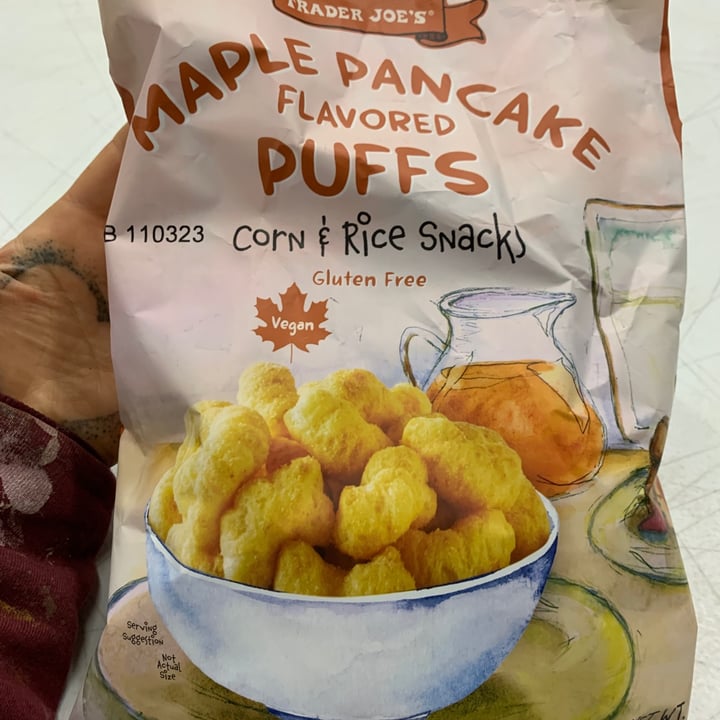 TRADER JOE'S®
MAPLE PANCAKE
FLAVORED
PUFFS
B 110323
Corn & Rice Snacks
Gluten Free
Vegan
Serving
Suggestion
Not
Actual
Size